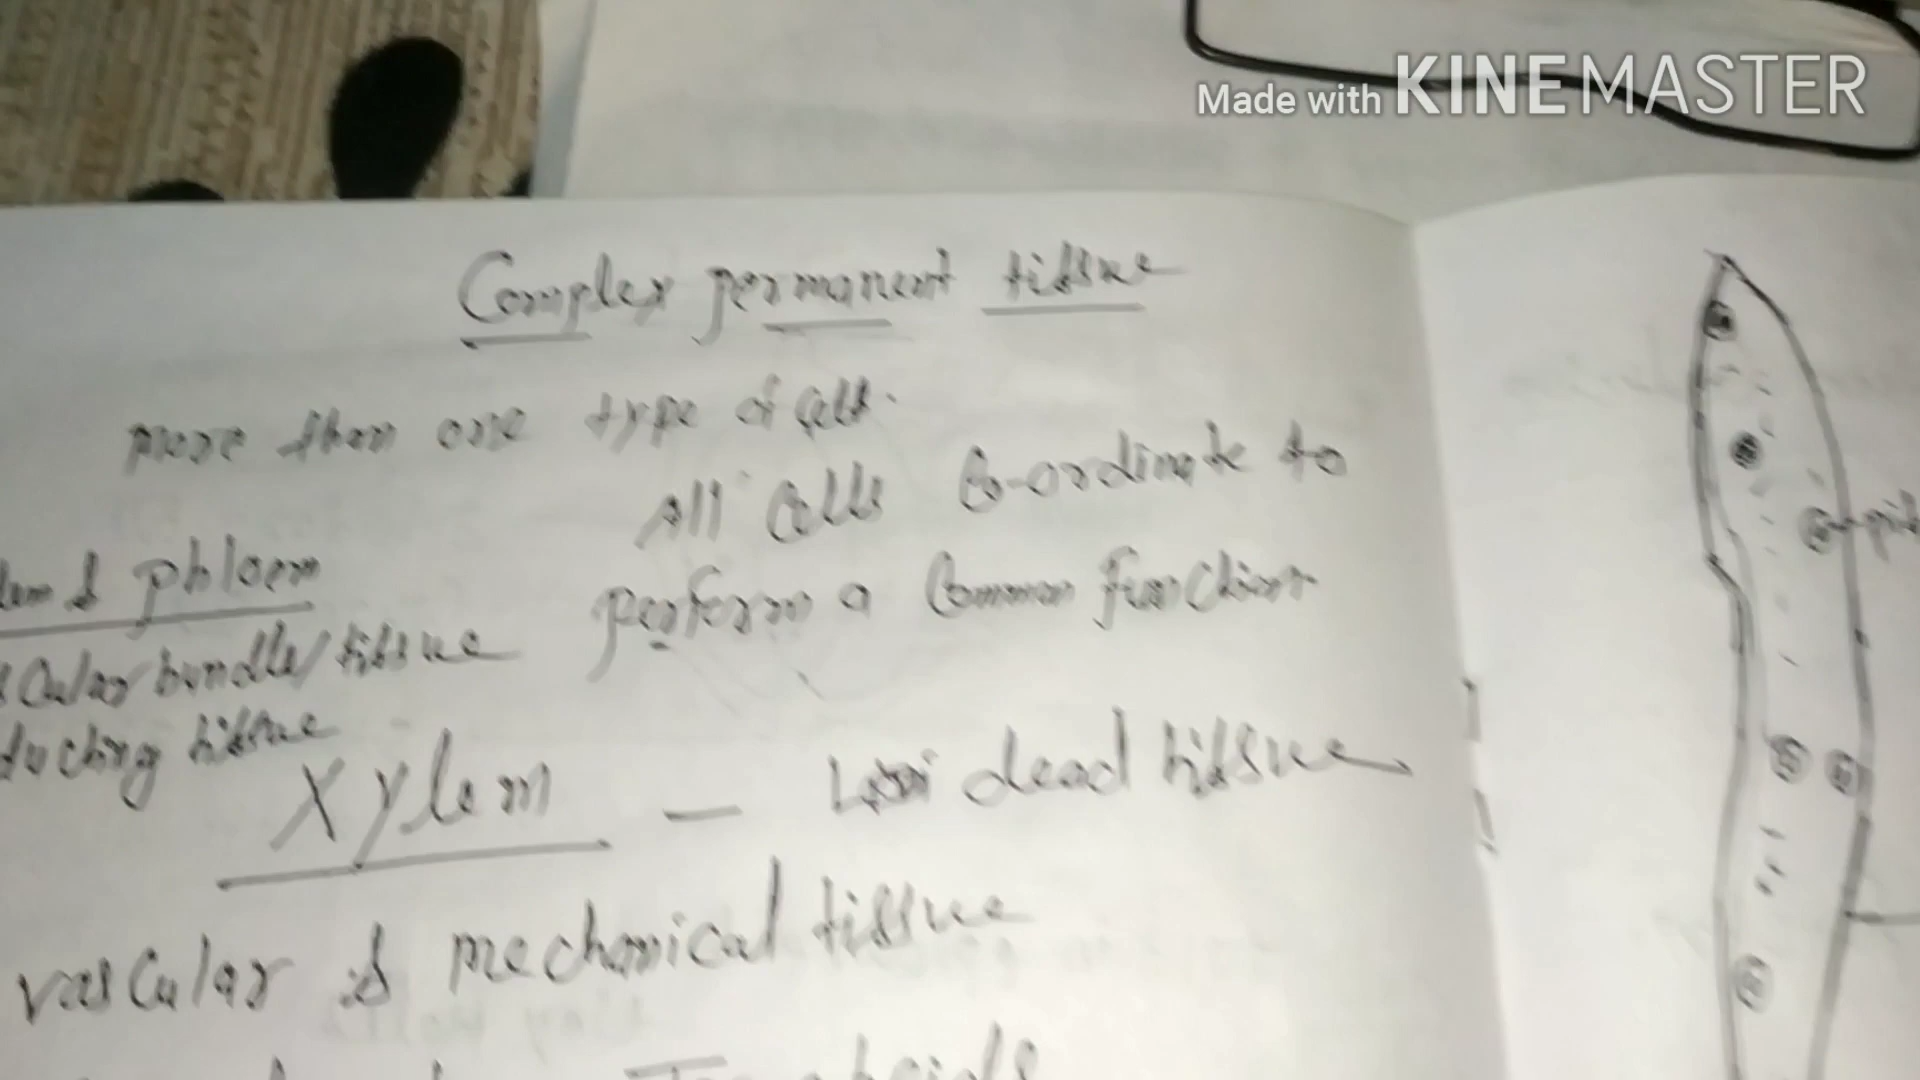 Made with KINEMASTER
Complex permanent tissue
more than one type of cells.
All cells Co-ordinate to
perform a Common function
& phloem
bundle/tissue
tissue
Xylem — dead tissue
vascular & mechanical tissue